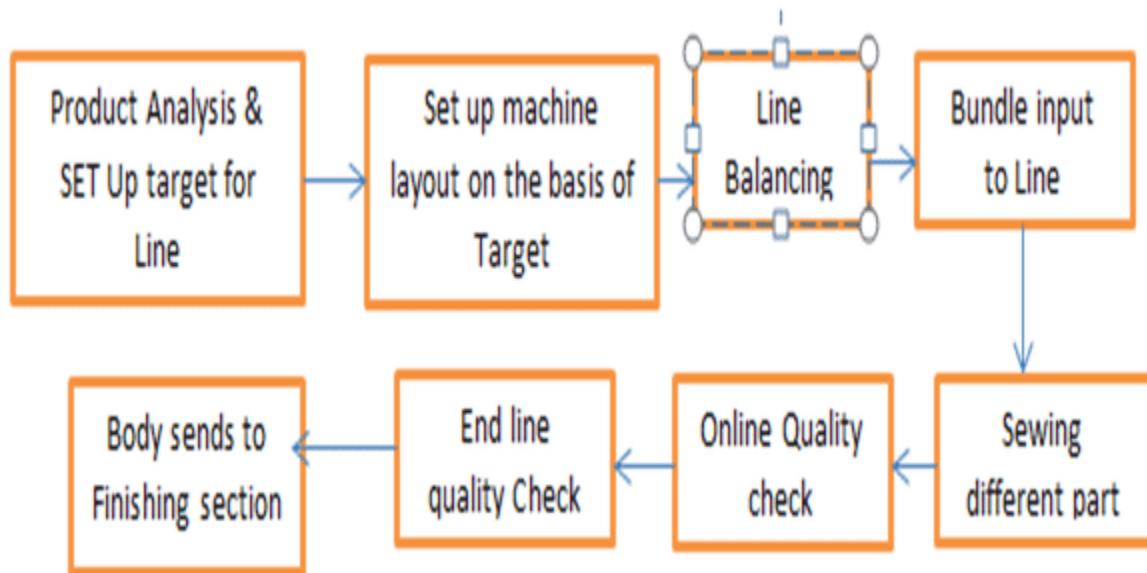 Product Analysis &
SET Up target for
Line
Set up machine
layout on the basis of
Target
Line
Balancing
Bundle input
to Line
Sewing
different part
Online Quality
check
End line
quality Check
Body sends to
Finishing section